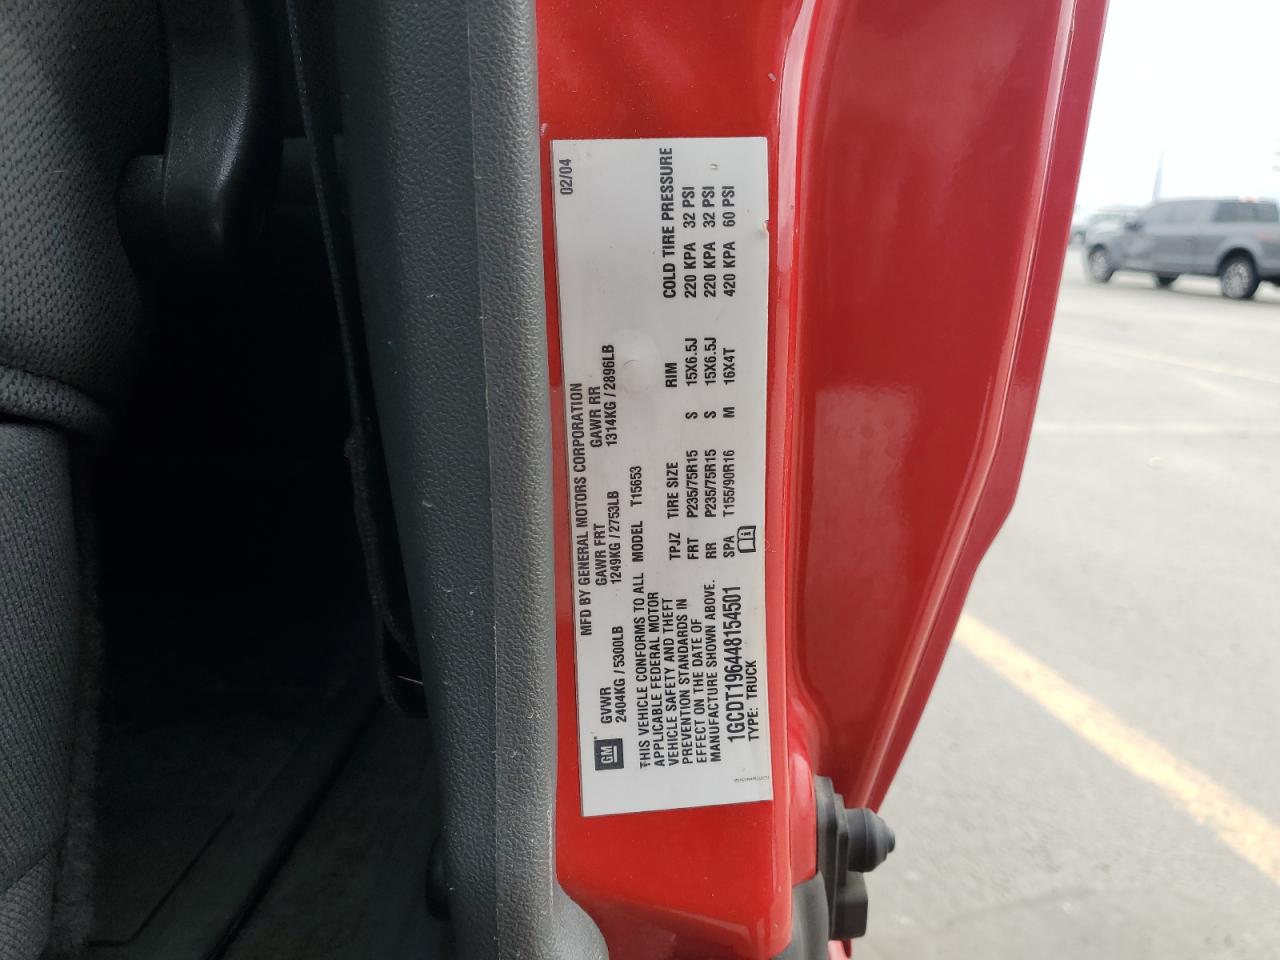 MFD BY GENERAL MOTORS CORPORATION 02/04
GM GVWR GAWR FRT GAWR RR
2404KG / 5300LB 1249KG / 2753LB 1314KG / 2896LB
THIS VEHICLE CONFORMS TO ALL
APPLICABLE FEDERAL MOTOR
VEHICLE SAFETY AND THEFT
PREVENTION STANDARDS IN
EFFECT ON THE DATE OF
MANUFACTURE SHOWN ABOVE.
1GCDT196448154501
TYPE: TRUCK
MODEL T15653
TPJZ TIRE SIZE RIM COLD TIRE PRESSURE
FRT P235/75R15 S 15X6.5J 220 KPA 32 PSI
RR P235/75R15 S 15X6.5J 220 KPA 32 PSI
SPA T155/90R16 M 16X4T 420 KPA 60 PSI